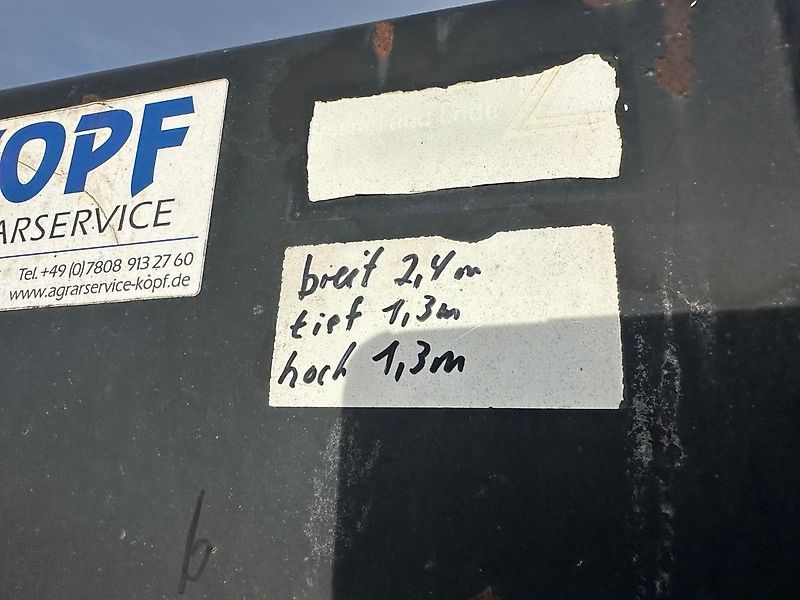 KOPF
ARSERVICE
Tel. +49 (0)7808 913 27 60
www.agrarservice-köpf.de
breit 2,4m
tief 1,3m
hoch 1,3m
b